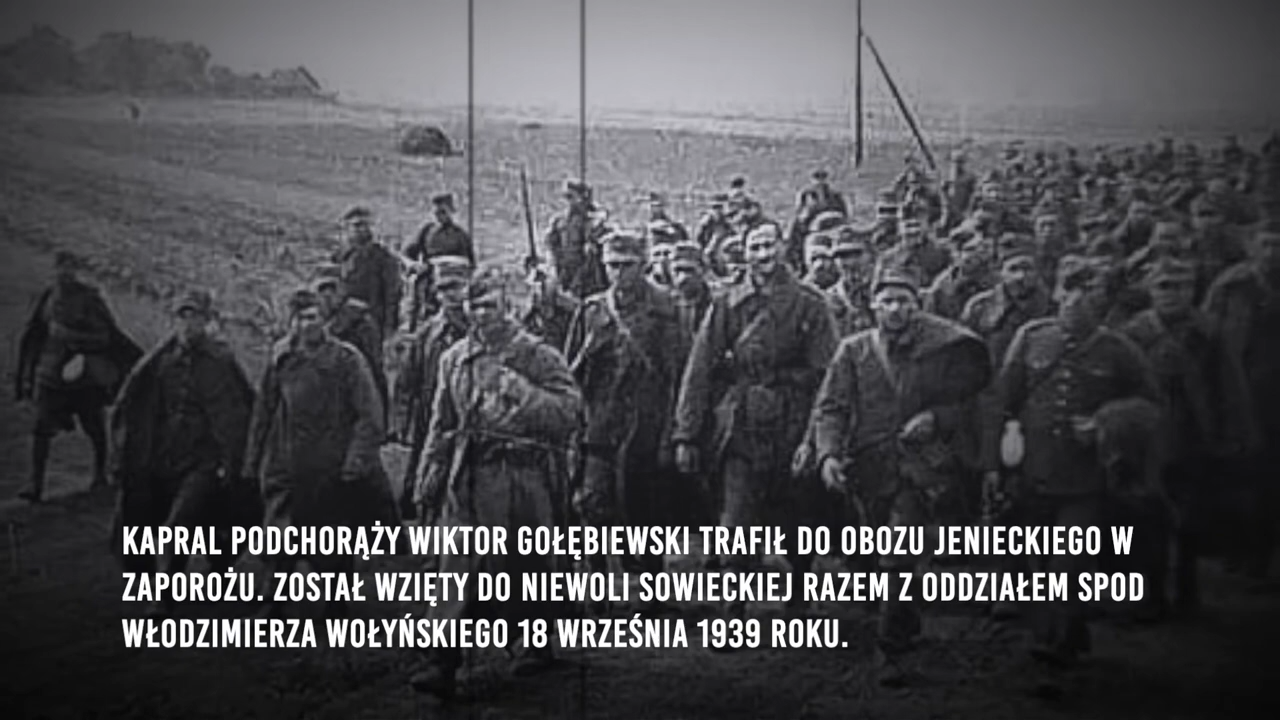 KAPRAL PODCHORĄŻY WIKTOR GOŁĘBIEWSKI TRAFIŁ DO OBOZU JENIECKIEGO W
ZAPOROŻU. ZOSTAŁ WZIĘTY DO NIEWOLI SOWIECKIEJ RAZEM Z ODDZIAŁEM SPOD
WŁODZIMIERZA WOŁYŃSKIEGO 18 WRZEŚNIA 1939 ROKU.